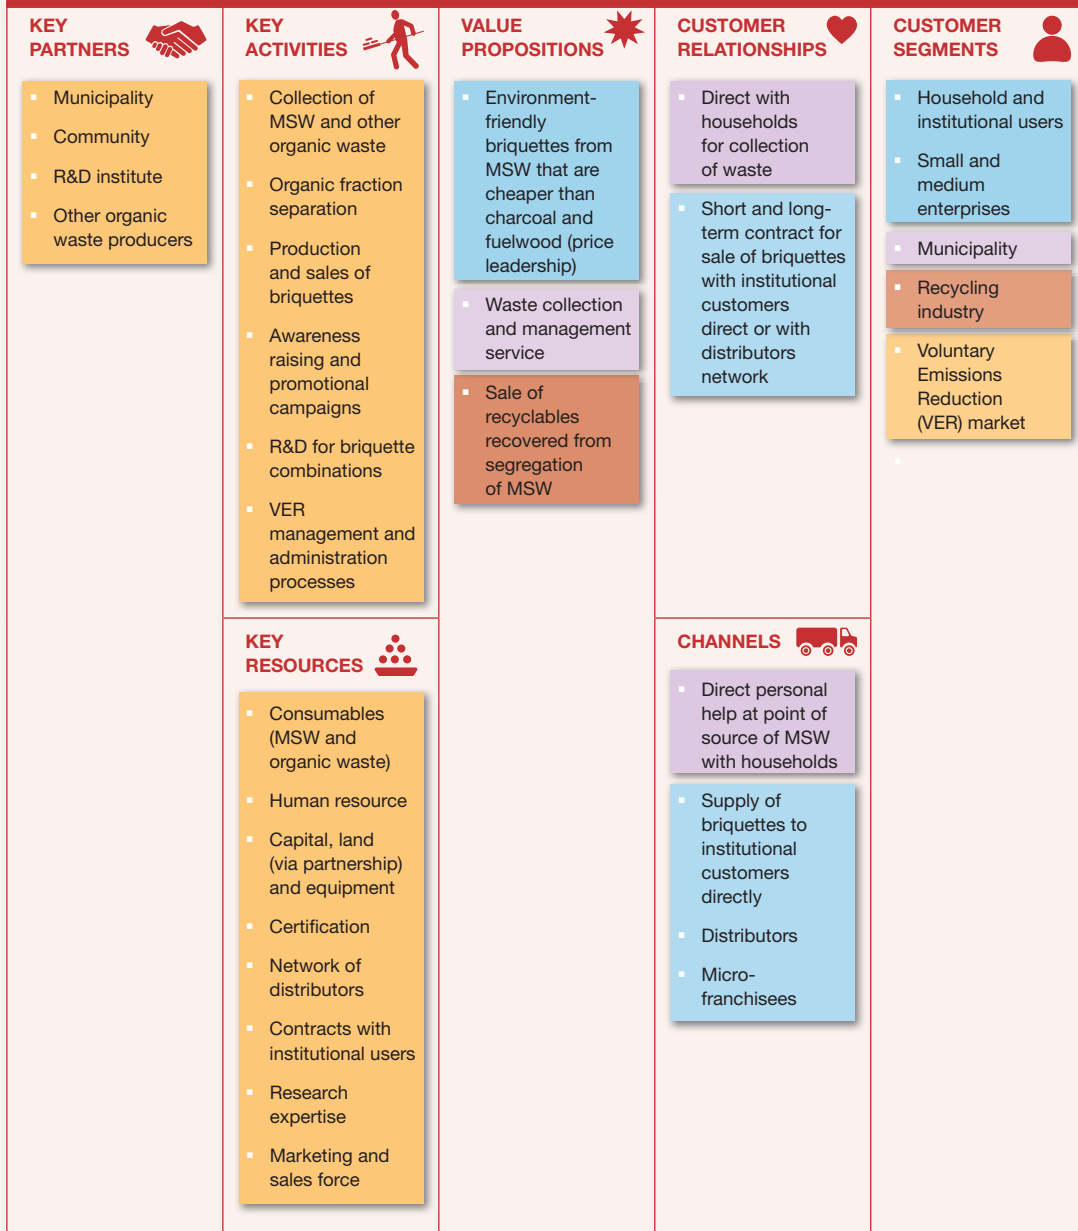 KEY
PARTNERS
Municipality
Community
R&D institute
Other organic
waste producers
KEY
ACTIVITIES
Collection of
MSW and other
organic waste
Organic fraction
separation
Production
and sales of
briquettes
Awareness
raising and
promotional
campaigns
R&D for briquette
combinations
VER
management and
administration
processes
KEY
RESOURCES
Consumables
(MSW and
organic waste)
Human resource
Capital, land
(via partnership)
and equipment
Certification
Network of
distributors
Contracts with
institutional users
Research
expertise
Marketing and
sales force
VALUE
PROPOSITIONS
Environment-
friendly
briquettes from
MSW that are
cheaper than
charcoal and
fuelwood (price
leadership)
Waste collection
and management
service
Sale of
recyclables
recovered from
segregation
of MSW
CUSTOMER
RELATIONSHIPS
Direct with
households
for collection
of waste
Short and long-
term contract for
sale of briquettes
with institutional
customers
direct or with
distributors
network
CHANNELS
Direct personal
help at point of
source of MSW
with households
Supply of
briquettes to
institutional
customers
directly
Distributors
Micro-
franchisees
CUSTOMER
SEGMENTS
Household and
institutional users
Small and
medium
enterprises
Municipality
Recycling
industry
Voluntary
Emissions
Reduction
(VER) market